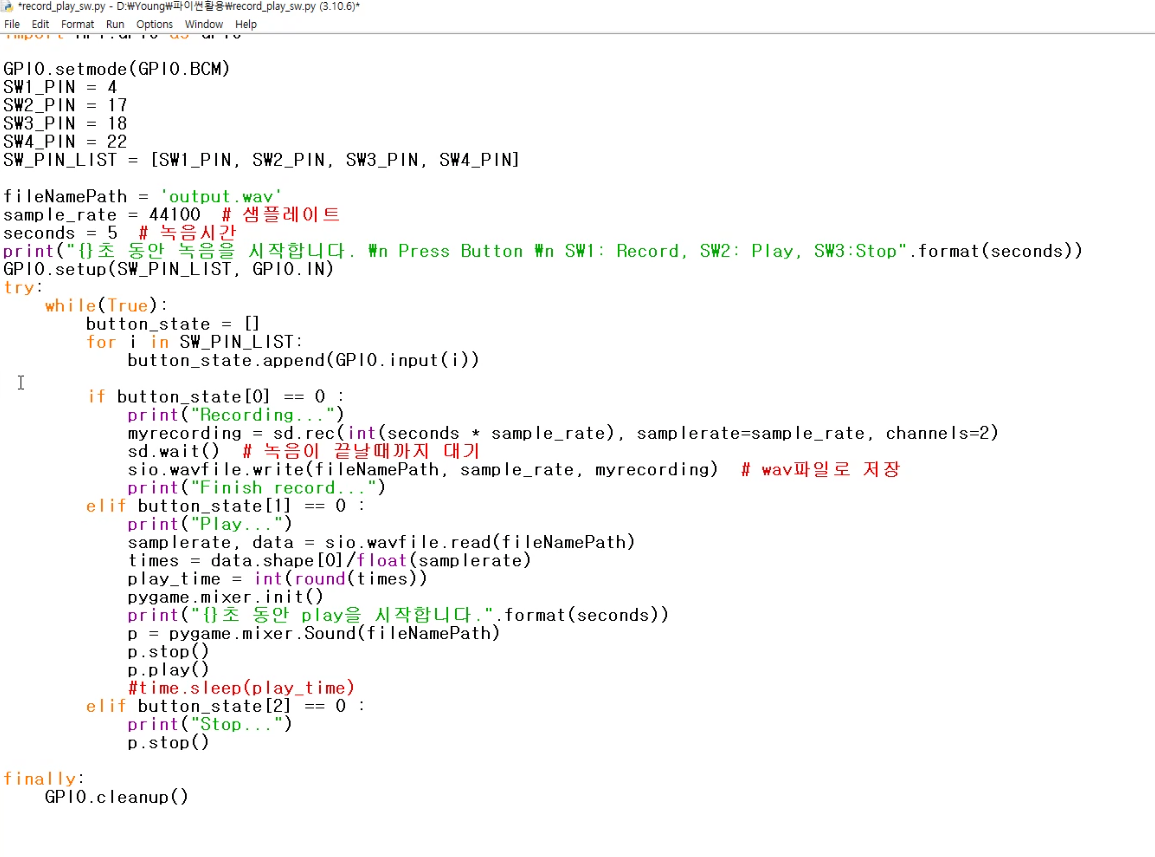 *record_play_sw.py - D:₩Young₩파이썬활용₩record_play_sw.py (3.10.6)*
File Edit Format Run Options Window Help
import RPi.GPIO as GPIO
GPIO.setmode(GPIO.BCM)
SW1_PIN = 4
SW2_PIN = 17
SW3_PIN = 18
SW4_PIN = 22
SW_PIN_LIST = [SW1_PIN, SW2_PIN, SW3_PIN, SW4_PIN]
fileNamePath = 'output.wav'
sample_rate = 44100 # 샘플레이트
seconds = 5 # 녹음시간
print("{}초 동안 녹음을 시작합니다. ₩n Press Button ₩n SW1: Record, SW2: Play, SW3:Stop".format(seconds))
GPIO.setup(SW_PIN_LIST, GPIO.IN)
try:
    while(True):
        button_state = []
        for i in SW_PIN_LIST:
            button_state.append(GPIO.input(i))
        if button_state[0] == 0 :
            print("Recording...")
            myrecording = sd.rec(int(seconds * sample_rate), samplerate=sample_rate, channels=2)
            sd.wait() # 녹음이 끝날때까지 대기
            sio.wavfile.write(fileNamePath, sample_rate, myrecording) # wav파일로 저장
            print("Finish record...")
        elif button_state[1] == 0 :
            print("Play...")
            samplerate, data = sio.wavfile.read(fileNamePath)
            times = data.shape[0]/float(samplerate)
            play_time = int(round(times))
            pygame.mixer.init()
            print("{}초 동안 play을 시작합니다.".format(seconds))
            p = pygame.mixer.Sound(fileNamePath)
            p.stop()
            p.play()
            #time.sleep(play_time)
        elif button_state[2] == 0 :
            print("Stop...")
            p.stop()
finally:
    GPIO.cleanup()